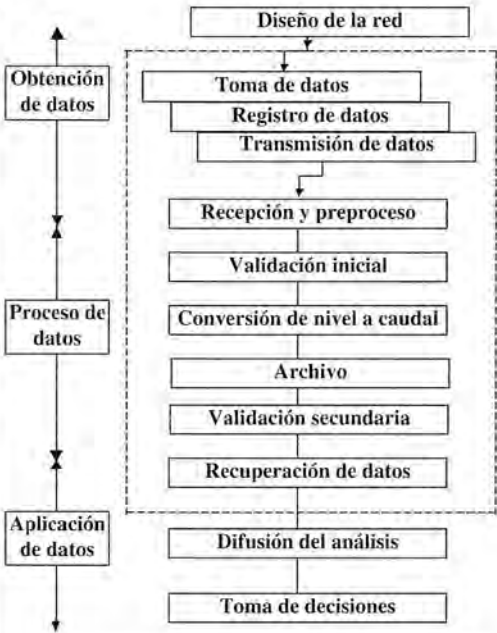 Diseño de la red
Obtención
de datos
Toma de datos
Registro de datos
Transmisión de datos
Recepción y preproceso
Validación inicial
Proceso de
datos
Conversión de nivel a caudal
Archivo
Validación secundaria
Recuperación de datos
Aplicación
de datos
Difusión del análisis
Toma de decisiones